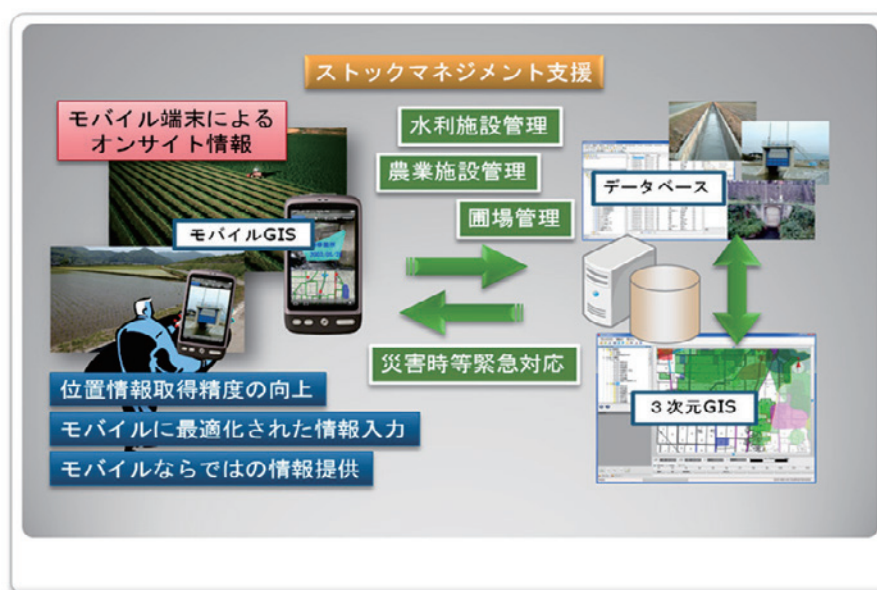 ストックマネジメント支援
モバイル端末による
オンサイト情報
水利施設管理
農業施設管理
圃場管理
データベース
モバイルGIS
災害時等緊急対応
3次元GIS
位置情報取得精度の向上
モバイルに最適化された情報入力
モバイルならではの情報提供